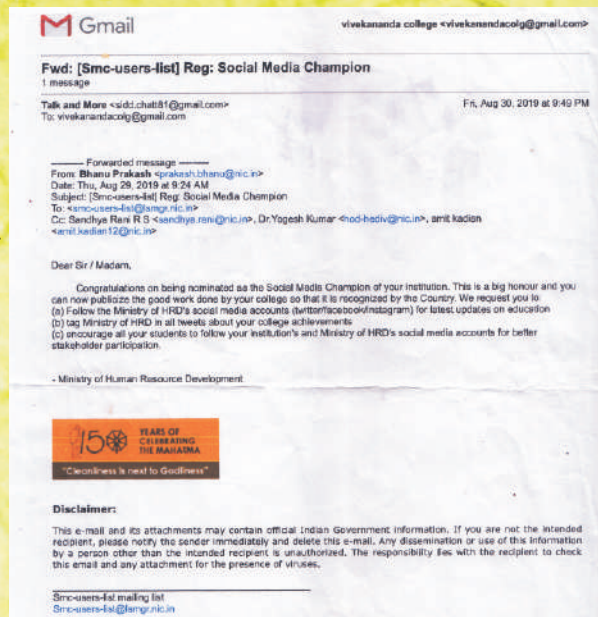 Gmail
vivekananda college <vivekanandacolg@gmail.com>
Fwd: [Smc-users-list] Reg: Social Media Champion
1 message
Talk and More <sidd.chatt81@gmail.com>
Fri, Aug 30, 2019 at 9:49 PM
To: vivekanandacolg@gmail.com
---------- Forwarded message ----------
From: Bhanu Prakash <prakash.bhanu@nic.in>
Date: Thu, Aug 29, 2019 at 9:24 AM
Subject: [Smc-users-list] Reg: Social Media Champion
To: <smc-users-list@lsmgr.nic.in>
Cc: Sandhya Rani R S <sandhya.rani@nic.in>, Dr.Yogesh Kumar <hod-hediv@nic.in>, amit kadian
<amit.kadian12@nic.in>
Dear Sir / Madam,
Congratulations on being nominated as the Social Media Champion of your institution. This is a big honour and you
can now publicize the good work done by your college so that it is recognized by the Country. We request you to
(a) Follow the Ministry of HRD's social media accounts (twitter/facebook/instagram) for latest updates on education
(b) tag Ministry of HRD in all tweets about your college achievements
(c) encourage all your students to follow your institution's and Ministry of HRD's social media accounts for better
stakeholder participation.
- Ministry of Human Resource Development
150 YEARS OF
CELEBRATING
THE MAHATMA
"Cleanliness is next to Godliness"
Disclaimer:
This e-mail and its attachments may contain official Indian Government information. If you are not the intended
recipient, please notify the sender immediately and delete this e-mail. Any dissemination or use of this information
by a person other than the intended recipient is unauthorized. The responsibility lies with the recipient to check
this email and any attachment for the presence of viruses.
Smc-users-list mailing list
Smc-users-list@lsmgr.nic.in